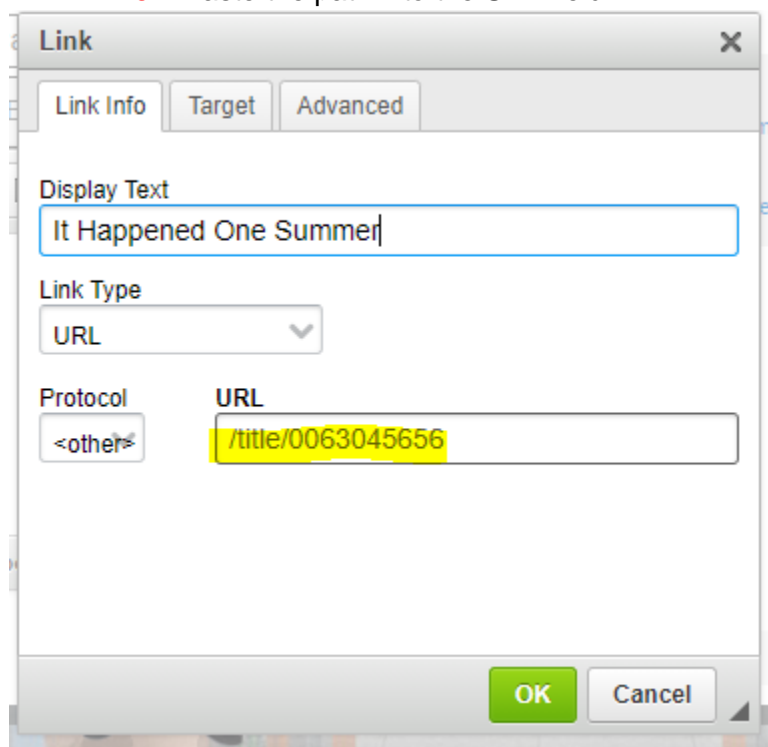 Link
Link Info Target Advanced
Display Text
It Happened One Summer
Link Type
URL
Protocol URL
<other> /title/0063045656
OK Cancel